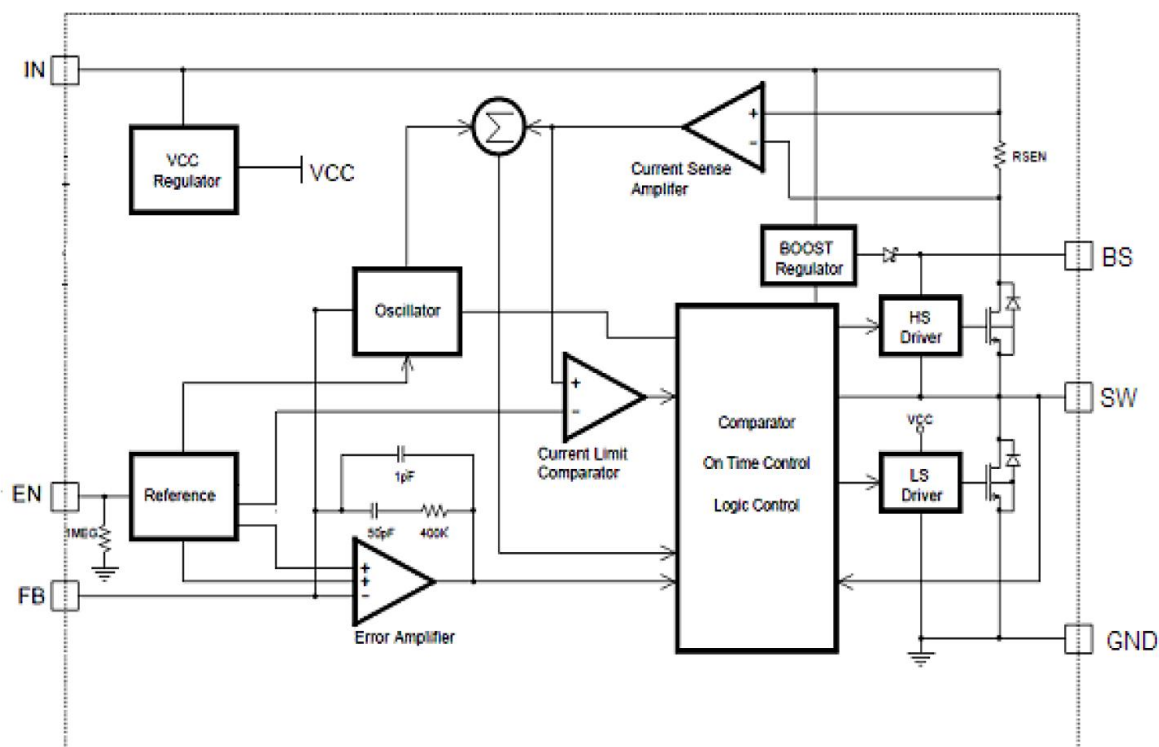 IN
VCC
Regulator
VCC
Σ
+
-
Current Sense
Amplifer
RSEN
BOOST
Regulator
BS
Oscillator
HS
Driver
+
-
Current Limit
Comparator
SW
VCC
Comparator
On Time Control
Logic Control
LS
Driver
EN
Reference
1MEG
1pF
50pF
400K
FB
+
+
-
Error Amplifier
GND